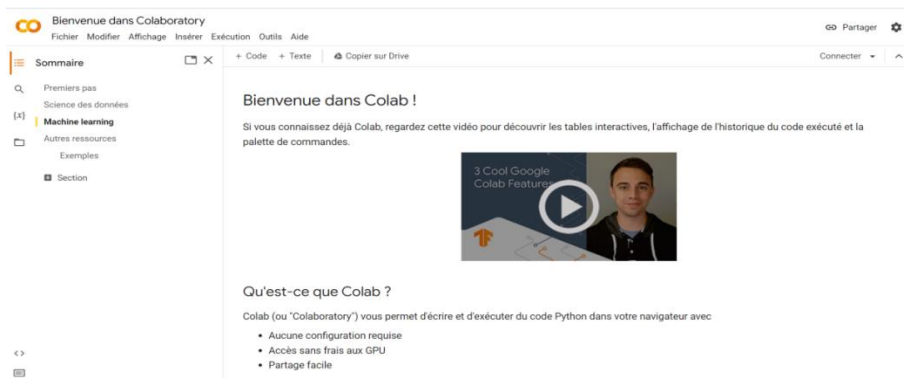 Bienvenue dans Colaboratory
Fichier Modifier Affichage Insérer Exécution Outils Aide
Partager
Sommaire
+ Code + Texte Copier sur Drive
Connecter
Premiers pas
Science des données
{x}
Machine learning
Autres ressources
Exemples
Section
Bienvenue dans Colab !
Si vous connaissez déjà Colab, regardez cette vidéo pour découvrir les tables interactives, l'affichage de l'historique du code exécuté et la
palette de commandes.
3 Cool Google
Colab Features
Qu'est-ce que Colab ?
Colab (ou "Colaboratory") vous permet d'écrire et d'exécuter du code Python dans votre navigateur avec
• Aucune configuration requise
• Accès sans frais aux GPU
• Partage facile